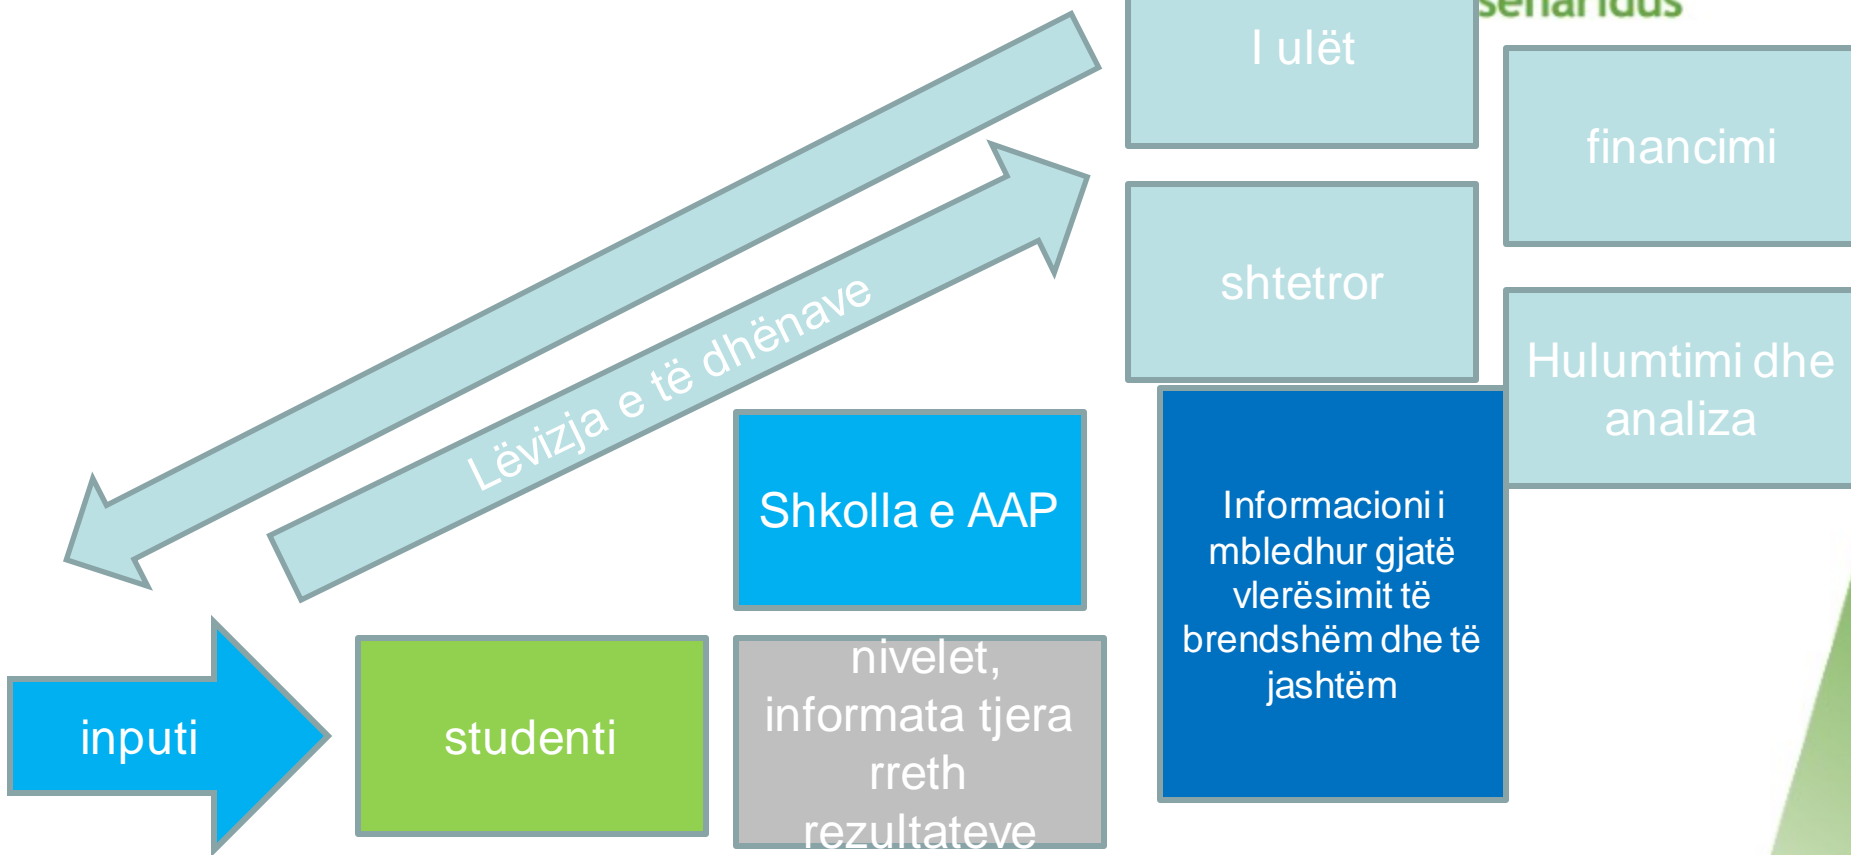 I ulët
financimi
shtetror
Lëvizja e të dhënave
Hulumtimi dhe
analiza
Shkolla e AAP
Informacioni i
mbledhur gjatë
vlerësimit të
brendshëm dhe të
jashtëm
inputi
studenti
nivelet,
informata tjera
rreth
rezultateve